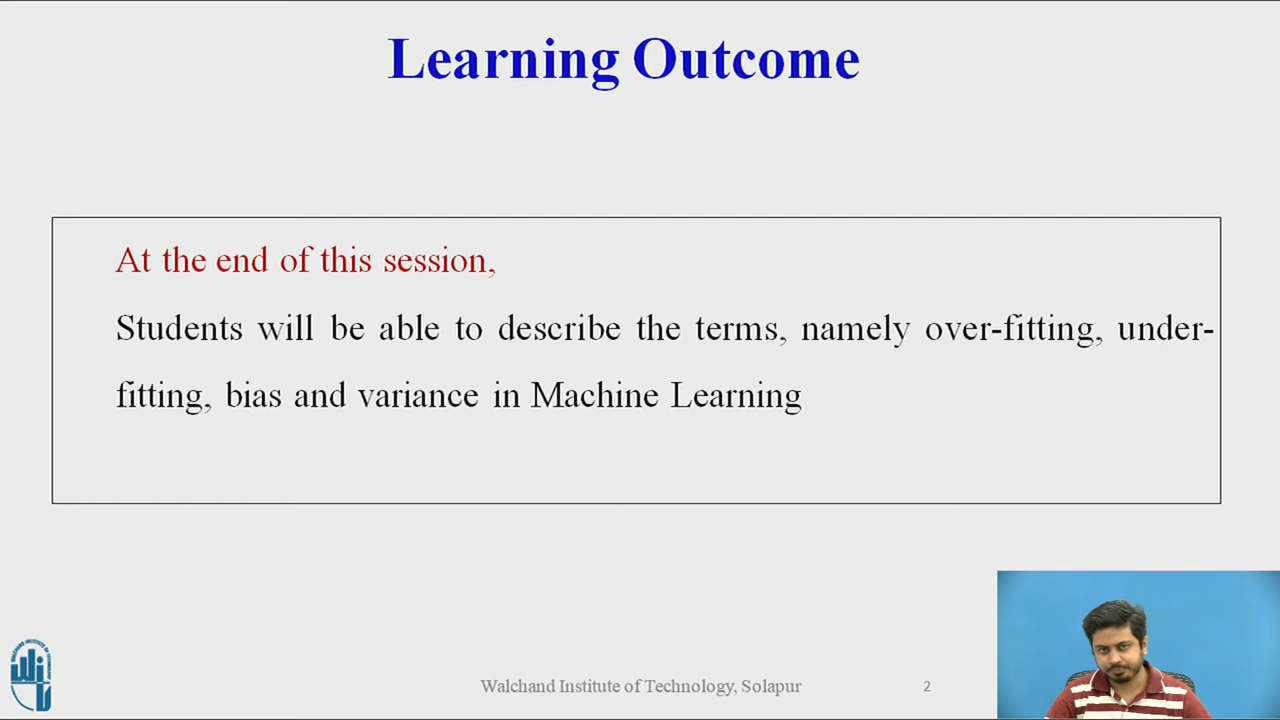 Learning Outcome
At the end of this session,
Students will be able to describe the terms, namely over-fitting, under-
fitting, bias and variance in Machine Learning
Walchand Institute of Technology, Solapur
2